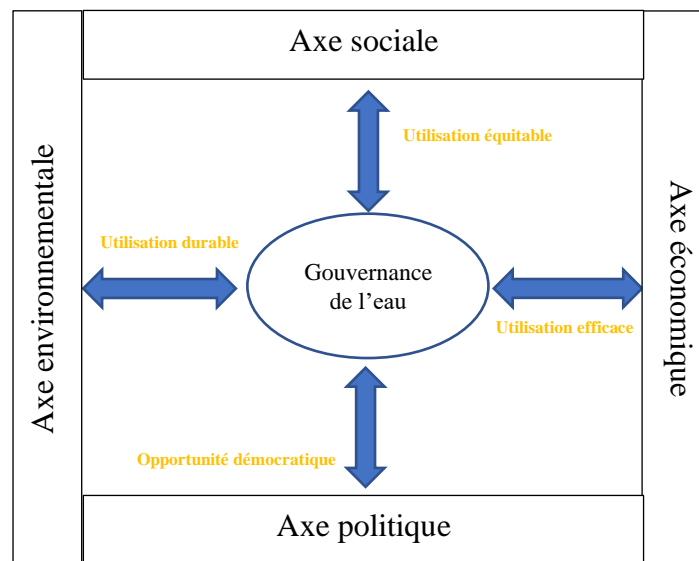 Axe sociale
Utilisation équitable
Axe environnementale
Utilisation durable
Gouvernance
de l’eau
Utilisation efficace
Axe économique
Opportunité démocratique
Axe politique